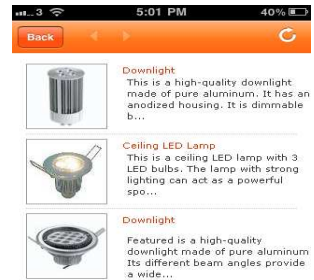 ...3 5:01 PM 40%
Back
Downlight
This is a high-quality downlight
made of pure aluminum. It has an
anodized housing. It is dimmable
b...
Ceiling LED Lamp
This is a ceiling LED lamp with 3
LED bulbs. The lamp with strong
lighting can act as a powerful
spo...
Downlight
Featured is a high-quality
downlight made of pure aluminum
Its different beam angles provide
a wide...